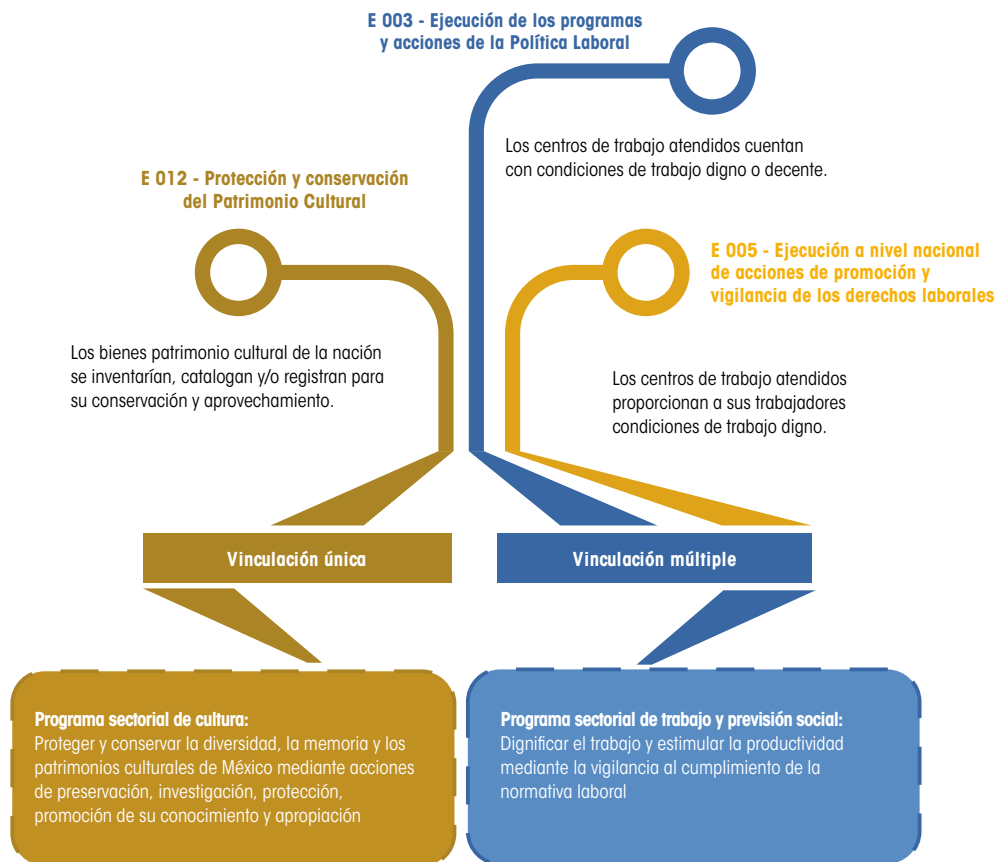 E 003 - Ejecución de los programas
y acciones de la Política Laboral
Los centros de trabajo atendidos cuentan
con condiciones de trabajo digno o decente.
E 012 - Protección y conservación
del Patrimonio Cultural
Los bienes patrimonio cultural de la nación
se inventarían, catalogan y/o registran para
su conservación y aprovechamiento.
E 005 - Ejecución a nivel nacional
de acciones de promoción y
vigilancia de los derechos laborales
Los centros de trabajo atendidos
proporcionan a sus trabajadores
condiciones de trabajo digno.
Vinculación única
Vinculación múltiple
Programa sectorial de cultura:
Proteger y conservar la diversidad, la memoria y los
patrimonios culturales de México mediante acciones
de preservación, investigación, protección,
promoción de su conocimiento y apropiación
Programa sectorial de trabajo y previsión social:
Dignificar el trabajo y estimular la productividad
mediante la vigilancia al cumplimiento de la
normativa laboral